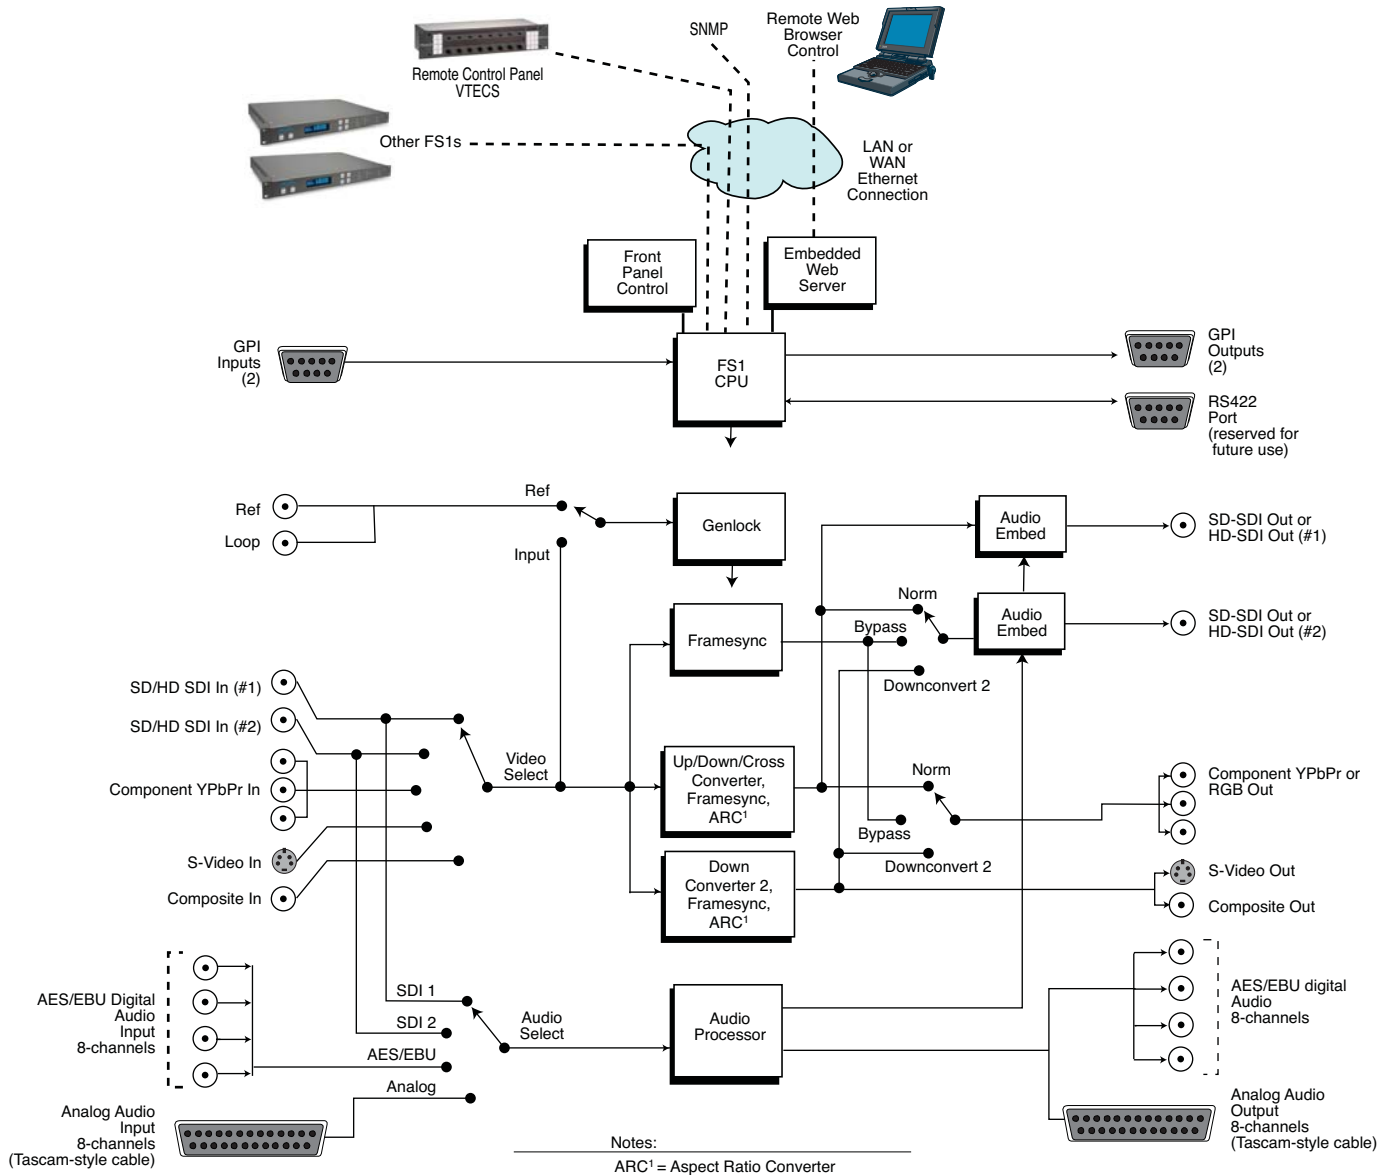 SNMP
Remote Web
Browser
Control
Remote Control Panel
VTECS
Other FS1s
LAN or
WAN
Ethernet
Connection
Front
Panel
Control
Embedded
Web
Server
GPI
Inputs
(2)
FS1
CPU
GPI
Outputs
(2)
RS422
Port
(reserved for
future use)
Ref
Loop
Ref
Input
Genlock
Audio
Embed
SD-SDI Out or
HD-SDI Out (#1)
Framesync
Norm
Bypass
Downconvert 2
Audio
Embed
SD-SDI Out or
HD-SDI Out (#2)
SD/HD SDI In (#1)
SD/HD SDI In (#2)
Component YPbPr In
S-Video In
Composite In
Video
Select
Up/Down/Cross
Converter,
Framesync,
ARC1
Norm
Bypass
Downconvert 2
Component YPbPr or
RGB Out
Down
Converter 2,
Framesync,
ARC1
S-Video Out
Composite Out
AES/EBU Digital
Audio
Input
8-channels
SDI 1
SDI 2
AES/EBU
Analog
Audio
Select
Audio
Processor
AES/EBU digital
Audio
8-channels
Analog Audio
Input
8-channels
(Tascam-style cable)
Analog Audio
Output
8-channels
(Tascam-style cable)
Notes:
ARC1 = Aspect Ratio Converter